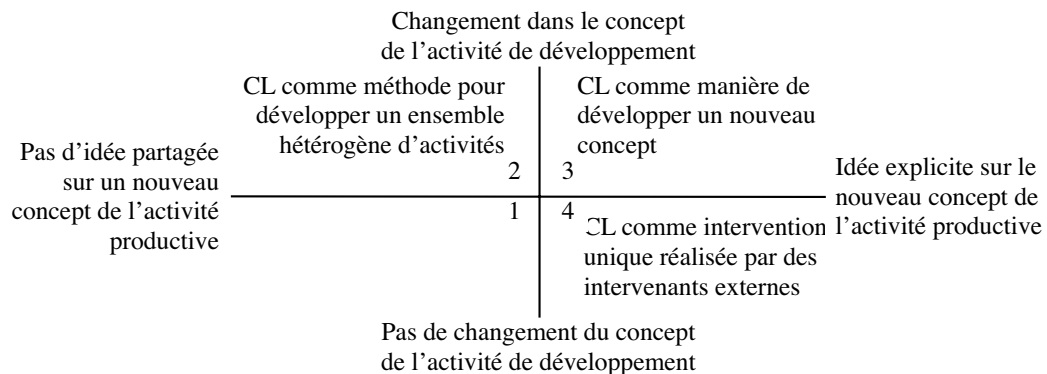 Changement dans le concept
de l’activité de développement
CL comme méthode pour
développer un ensemble
hétérogène d’activités
2
CL comme manière de
développer un nouveau
concept
3
Pas d’idée partagée
sur un nouveau
concept de l’activité
productive
Idée explicite sur le
nouveau concept de
l’activité productive
1
4
CL comme intervention
unique réalisée par des
intervenants externes
Pas de changement du concept
de l’activité de développement